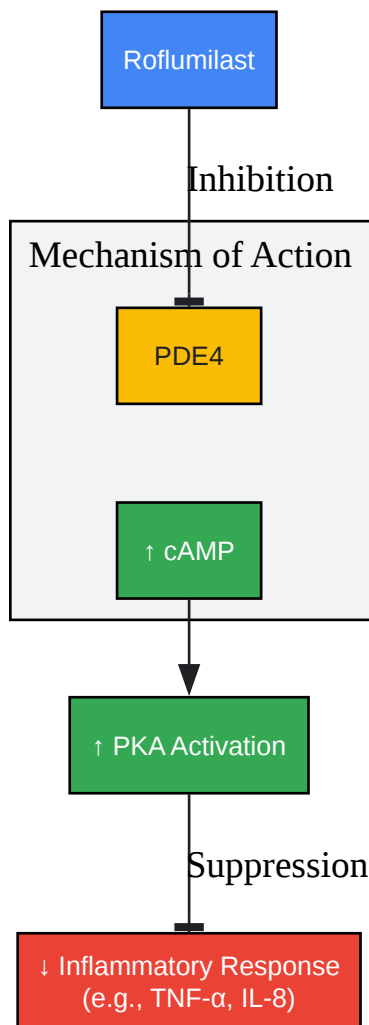 Roflumilast
Inhibition
Mechanism of Action
PDE4
↑ cAMP
↑ PKA Activation
Suppression
↓ Inflammatory Response
(e.g., TNF-α, IL-8)